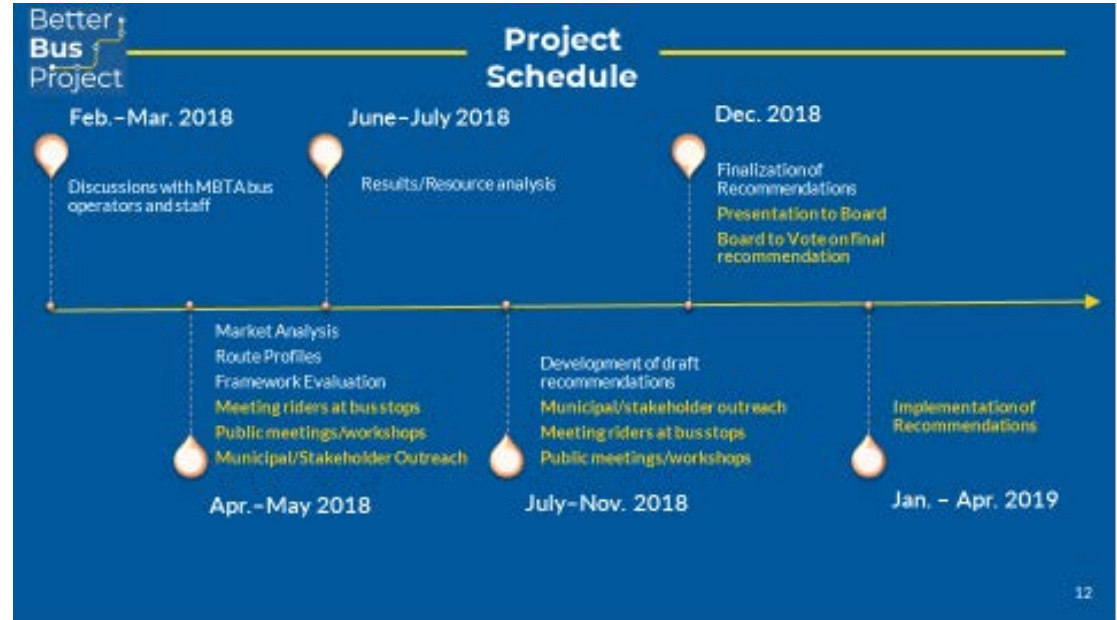 Better
Bus
Project
Project
Schedule
Feb.–Mar. 2018
Discussions with MBTA bus
operators and staff
June–July 2018
Results/Resource analysis
Dec. 2018
Finalization of
Recommendations
Presentation to Board
Board to Vote on final
recommendation
Market Analysis
Route Profiles
Framework Evaluation
Meeting riders at bus stops
Public meetings/workshops
Municipal/Stakeholder Outreach
Apr.–May 2018
Development of draft
recommendations
Municipal/stakeholder outreach
Meeting riders at bus stops
Public meetings/workshops
July–Nov. 2018
Implementation of
Recommendations
Jan. – Apr. 2019
12